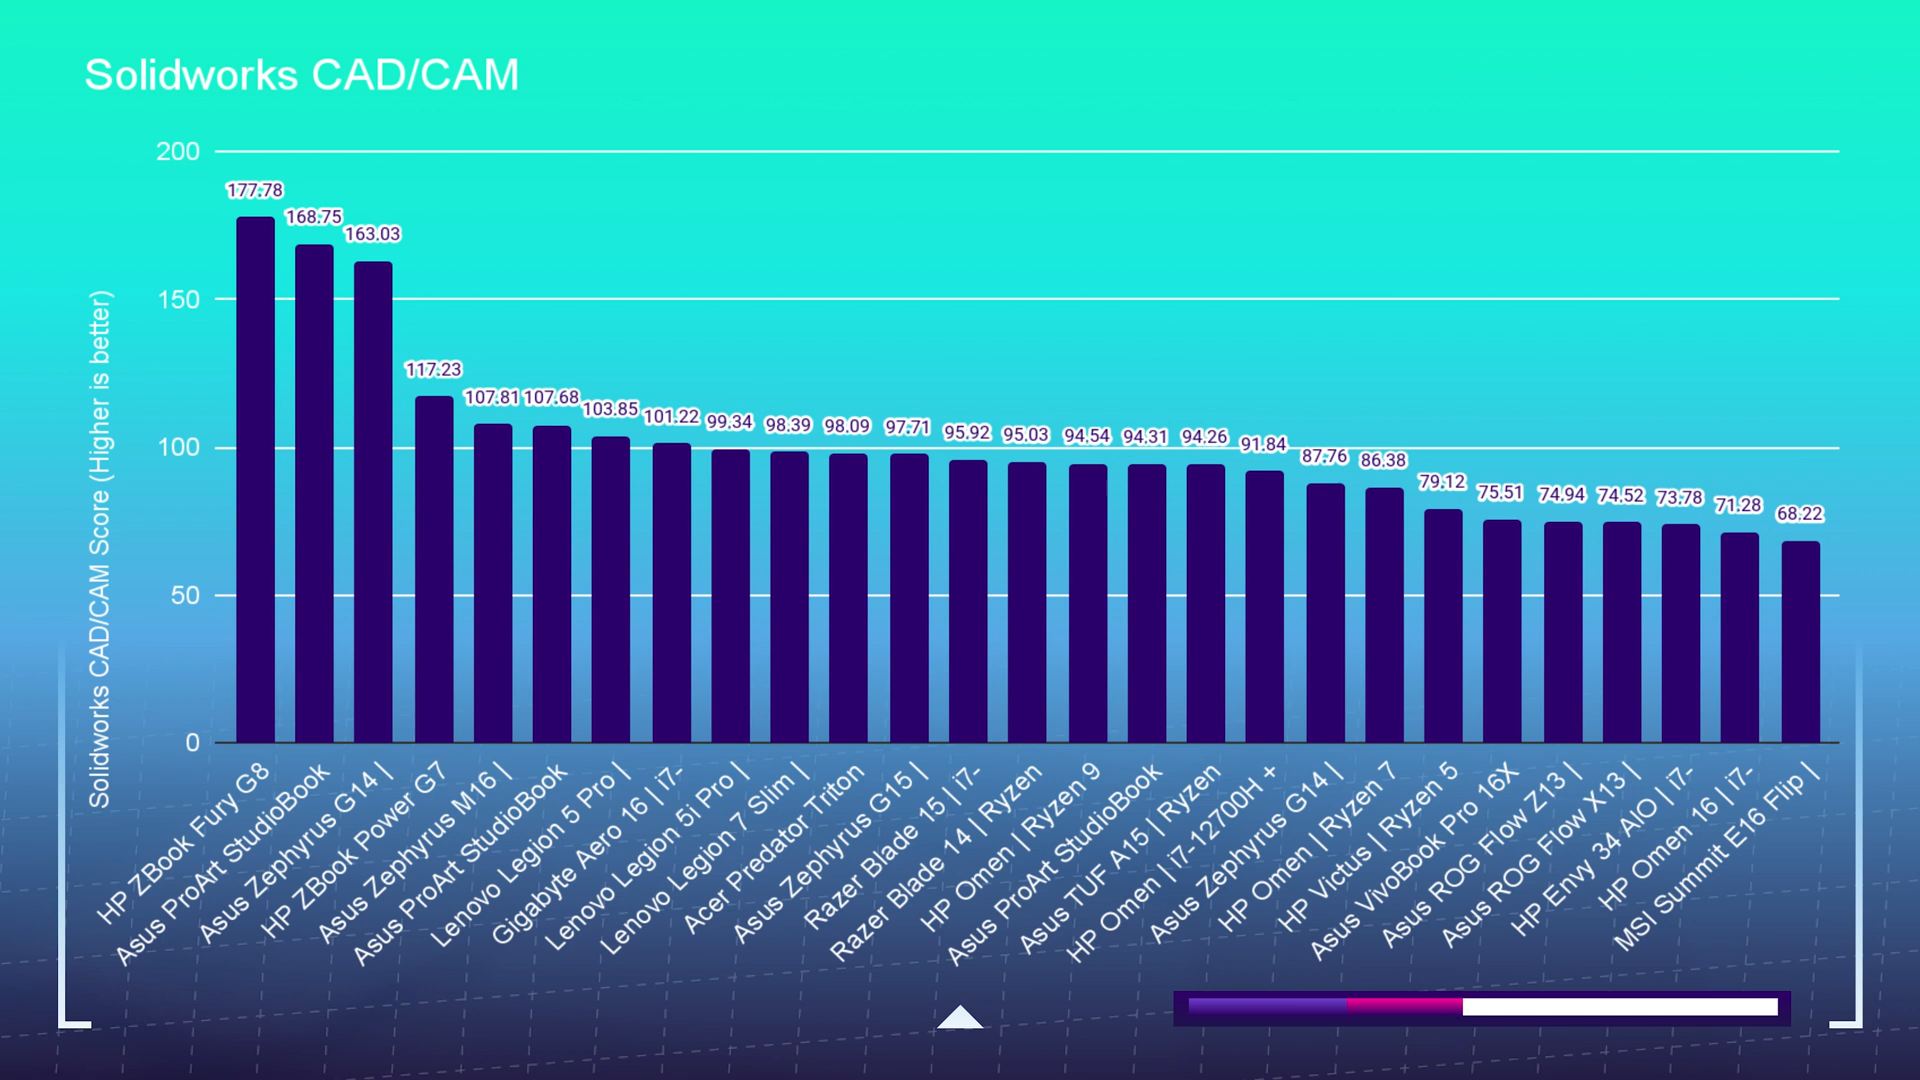 Solidworks CAD/CAM
Solidworks CAD/CAM Score (Higher is better)
200
150
100
50
0
177.78
168.75
163.03
117.23
107.81
107.68
103.85
101.22
99.34
98.39
98.09
97.71
95.92
95.03
94.54
94.31
94.26
91.84
87.76
86.38
79.12
75.51
74.94
74.52
73.78
71.28
68.22
HP ZBook Fury G8
Asus ProArt StudioBook
Asus Zephyrus G14 |
HP ZBook Power G7
Asus Zephyrus M16 |
Asus ProArt StudioBook
Lenovo Legion 5 Pro |
Gigabyte Aero 16 | i7-
Lenovo Legion 5i Pro |
Lenovo Legion 7 Slim |
Acer Predator Triton
Asus Zephyrus G15 |
Razer Blade 15 | i7-
Razer Blade 14 | Ryzen
HP Omen | Ryzen 9
Asus ProArt StudioBook
Asus TUF A15 | Ryzen
HP Omen | i7-12700H +
Asus Zephyrus G14 |
HP Omen | Ryzen 7
HP Victus | Ryzen 5
Asus VivoBook Pro 16X
Asus ROG Flow Z13 |
Asus ROG Flow X13 |
HP Envy 34 AIO | i7-
HP Omen 16 | i7-
MSI Summit E16 Flip |